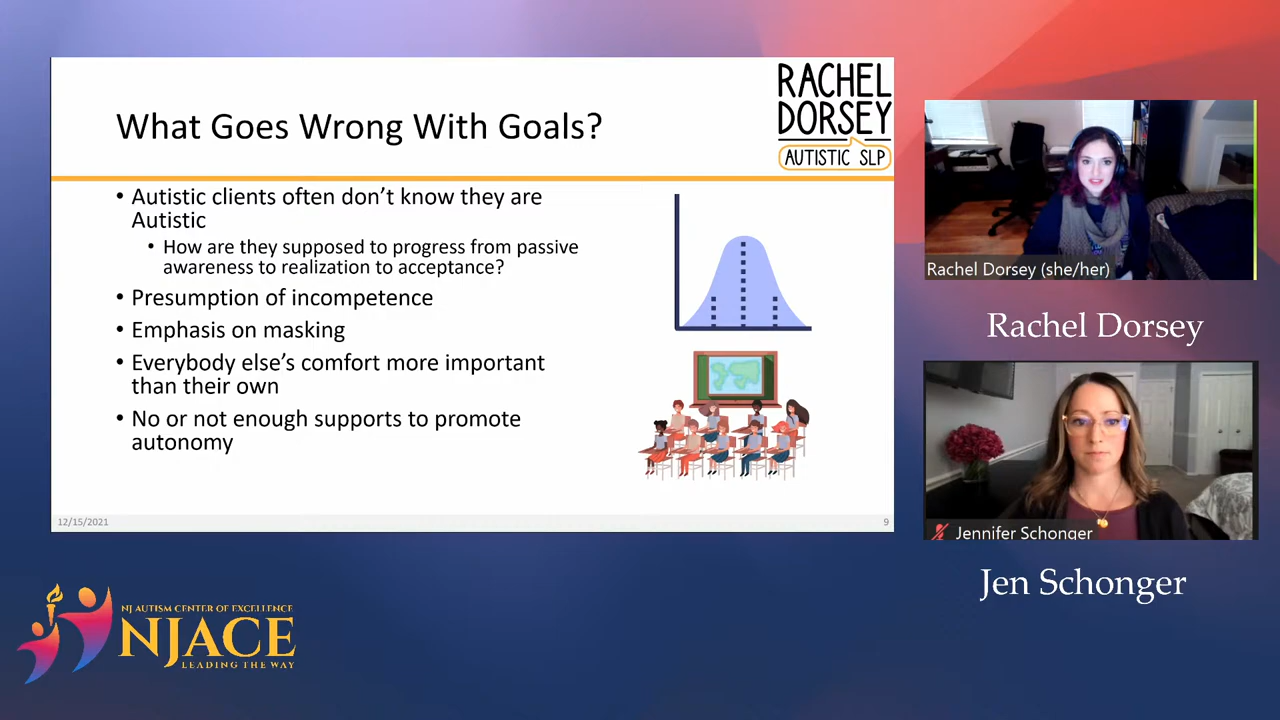 What Goes Wrong With Goals?
RACHEL
DORSEY
AUTISTIC SLP
• Autistic clients often don’t know they are
Autistic
• How are they supposed to progress from passive
awareness to realization to acceptance?
• Presumption of incompetence
• Emphasis on masking
• Everybody else’s comfort more important
than their own
• No or not enough supports to promote
autonomy
12/15/2021
9
Rachel Dorsey (she/her)
Rachel Dorsey
Jennifer Schonger
Jen Schonger
NJ AUTISM CENTER OF EXCELLENCE
NJACE
LEADING THE WAY